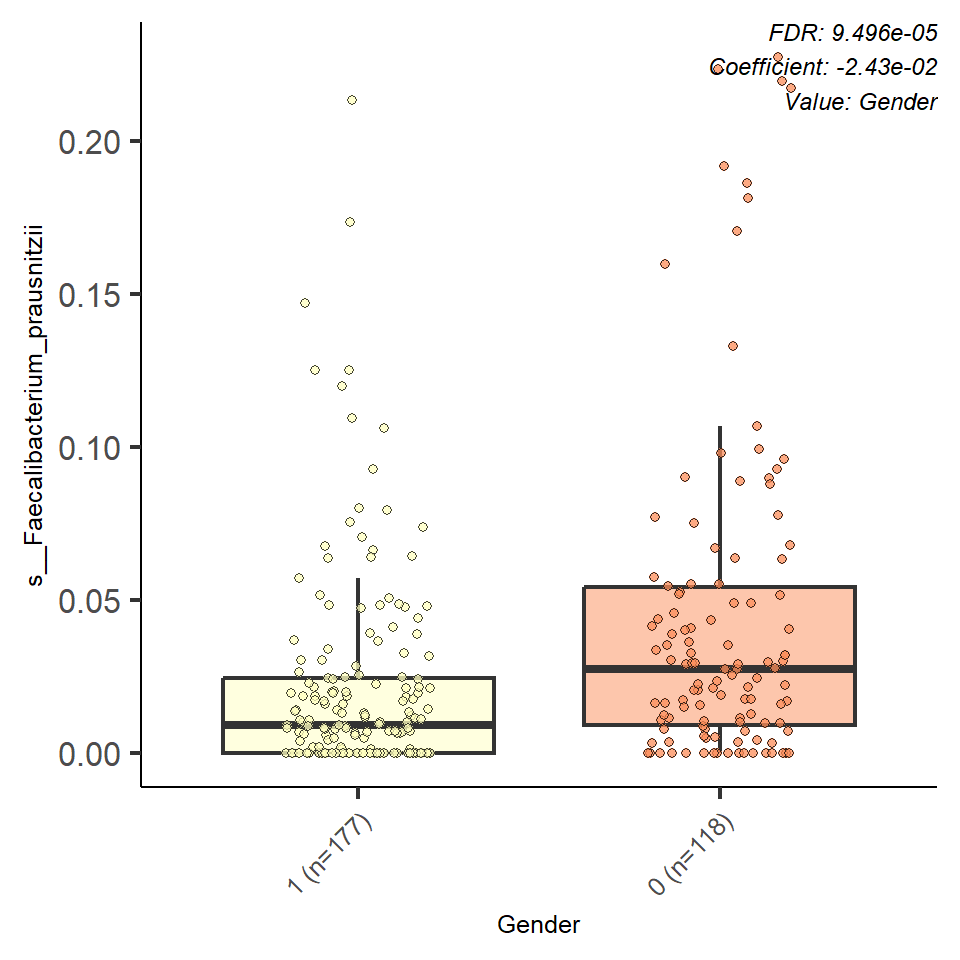 FDR: 9.496e-05
Coefficient: -2.43e-02
Value: Gender
0.20
0.15
0.10
0.05
0.00
s__Faecalibacterium_prausnitzii
1 (n=177)
0 (n=118)
Gender